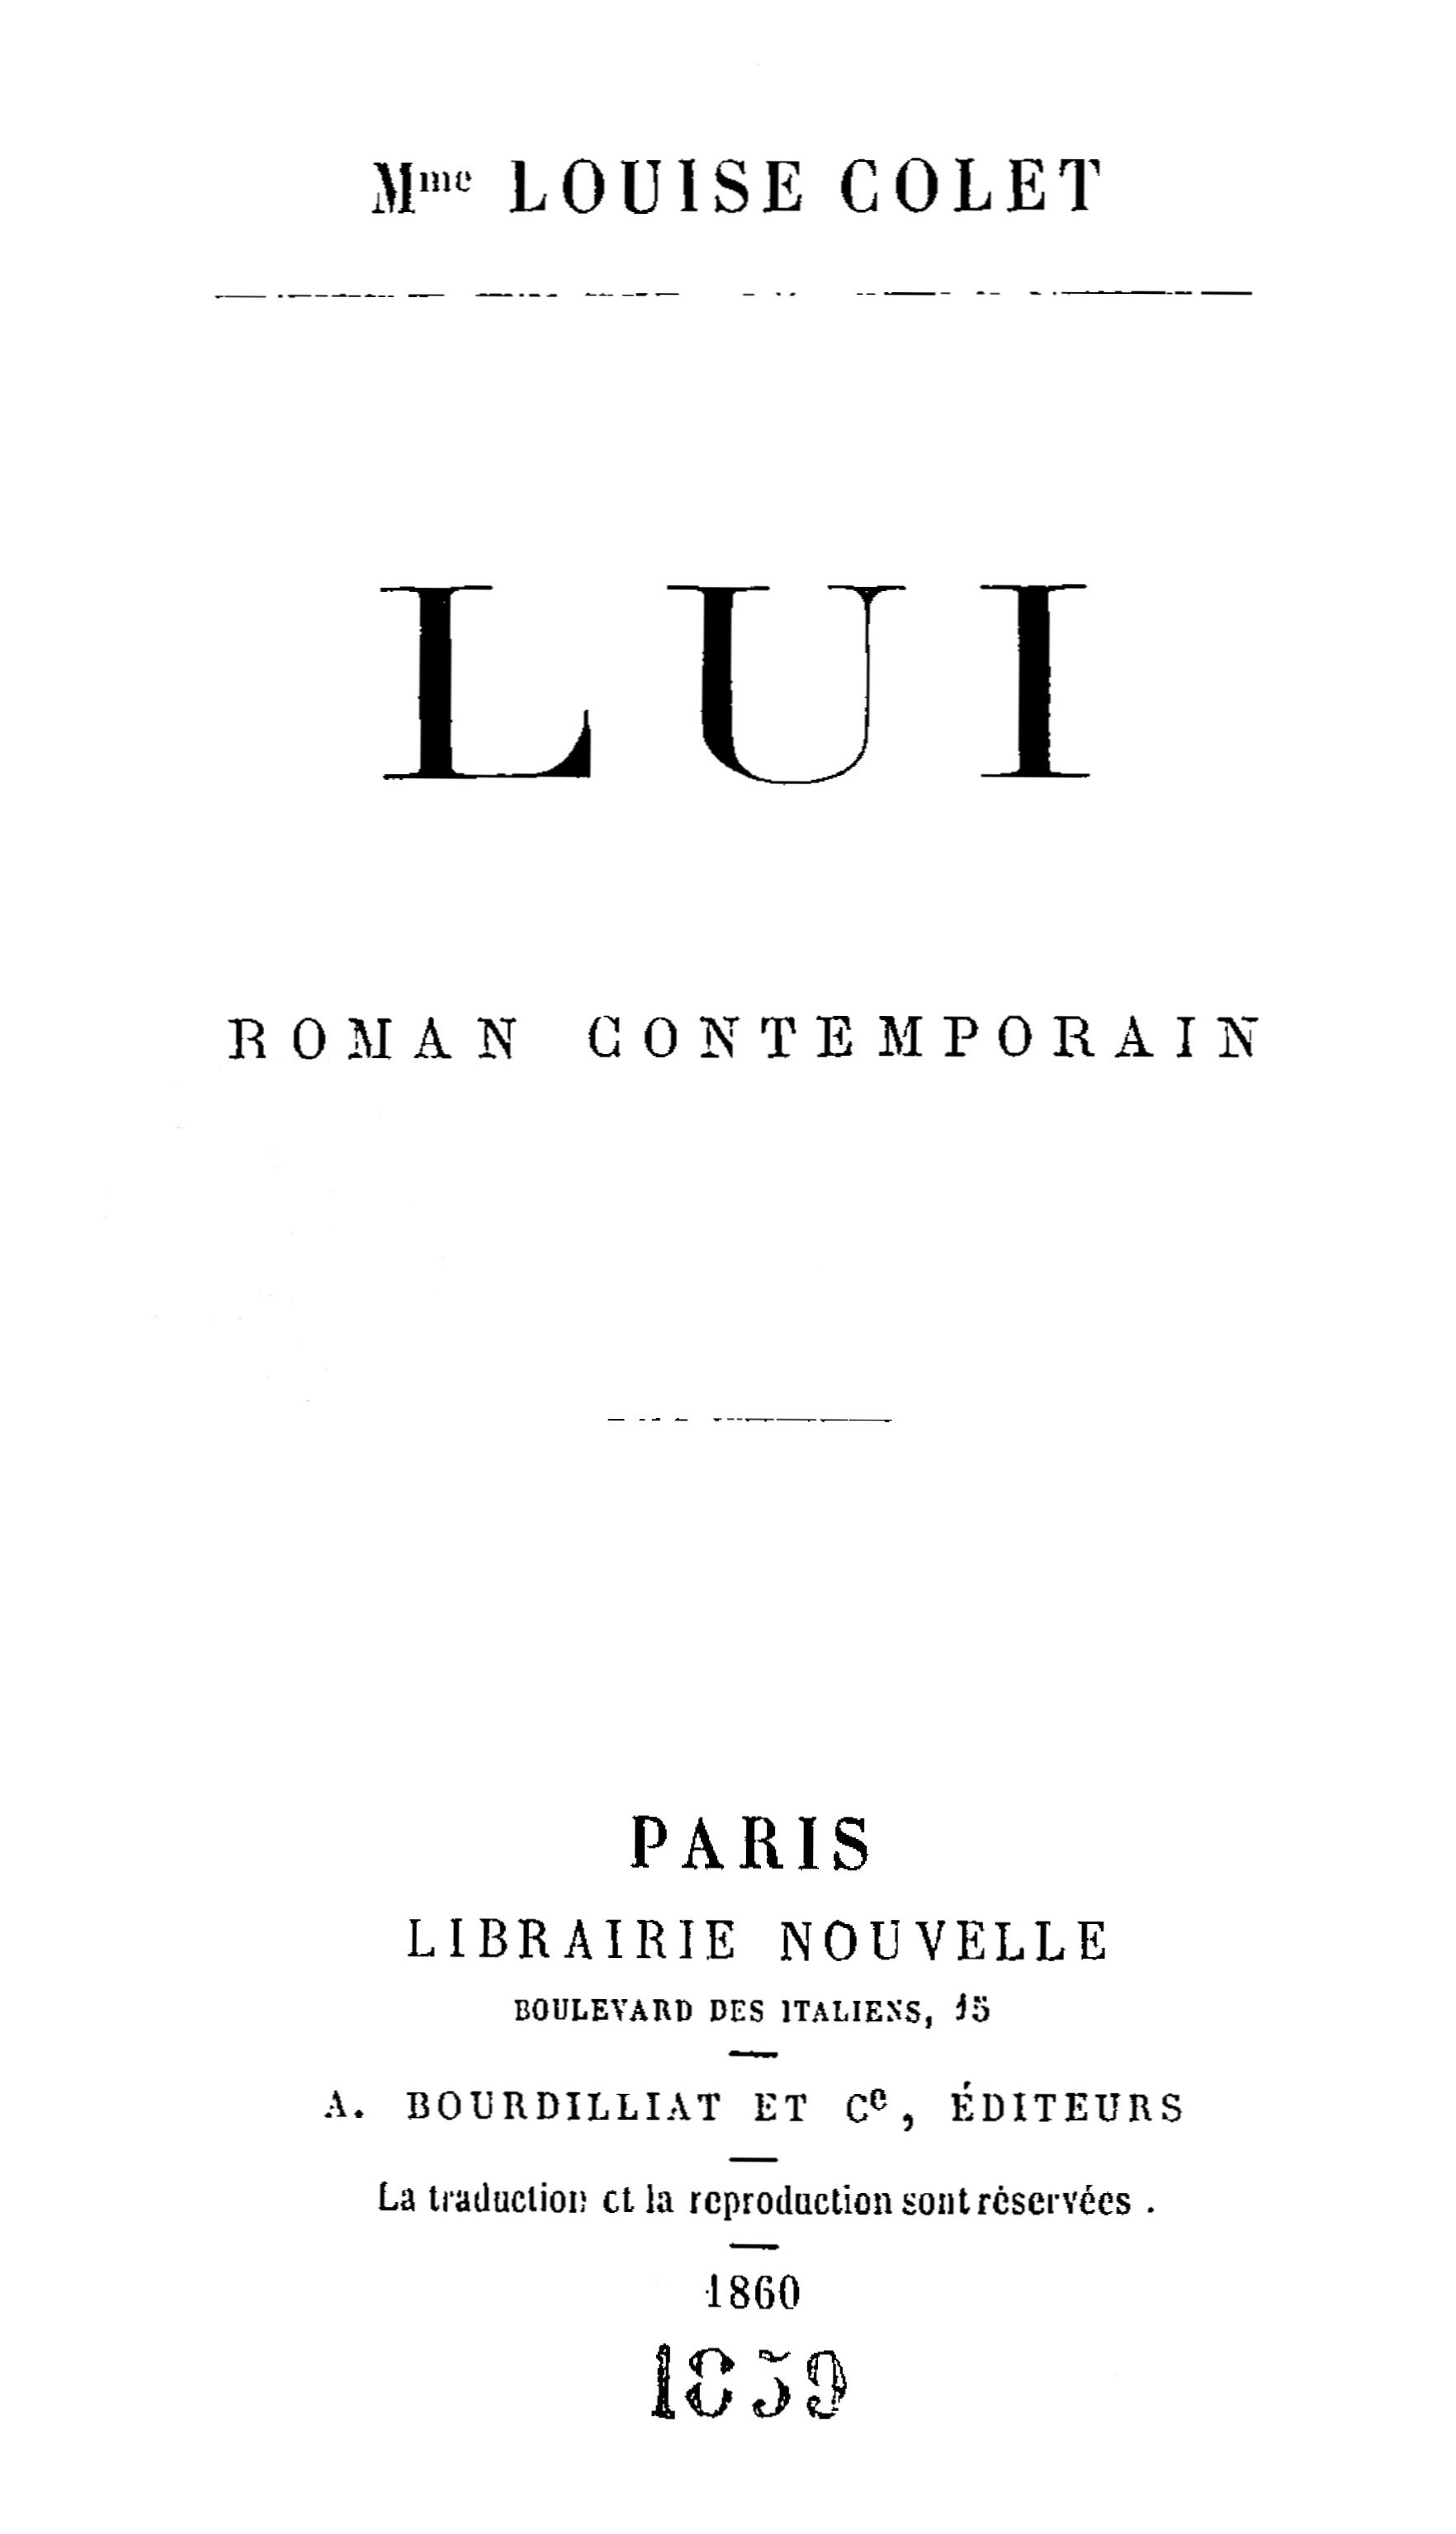 Mme LOUISE COLET
LUI
ROMAN CONTEMPORAIN
PARIS
LIBRAIRIE NOUVELLE
BOULEVARD DES ITALIENS, 15
A. BOURDILLIAT ET Ce, ÉDITEURS
La traduction et la reproduction sont réservées.
1860
1859